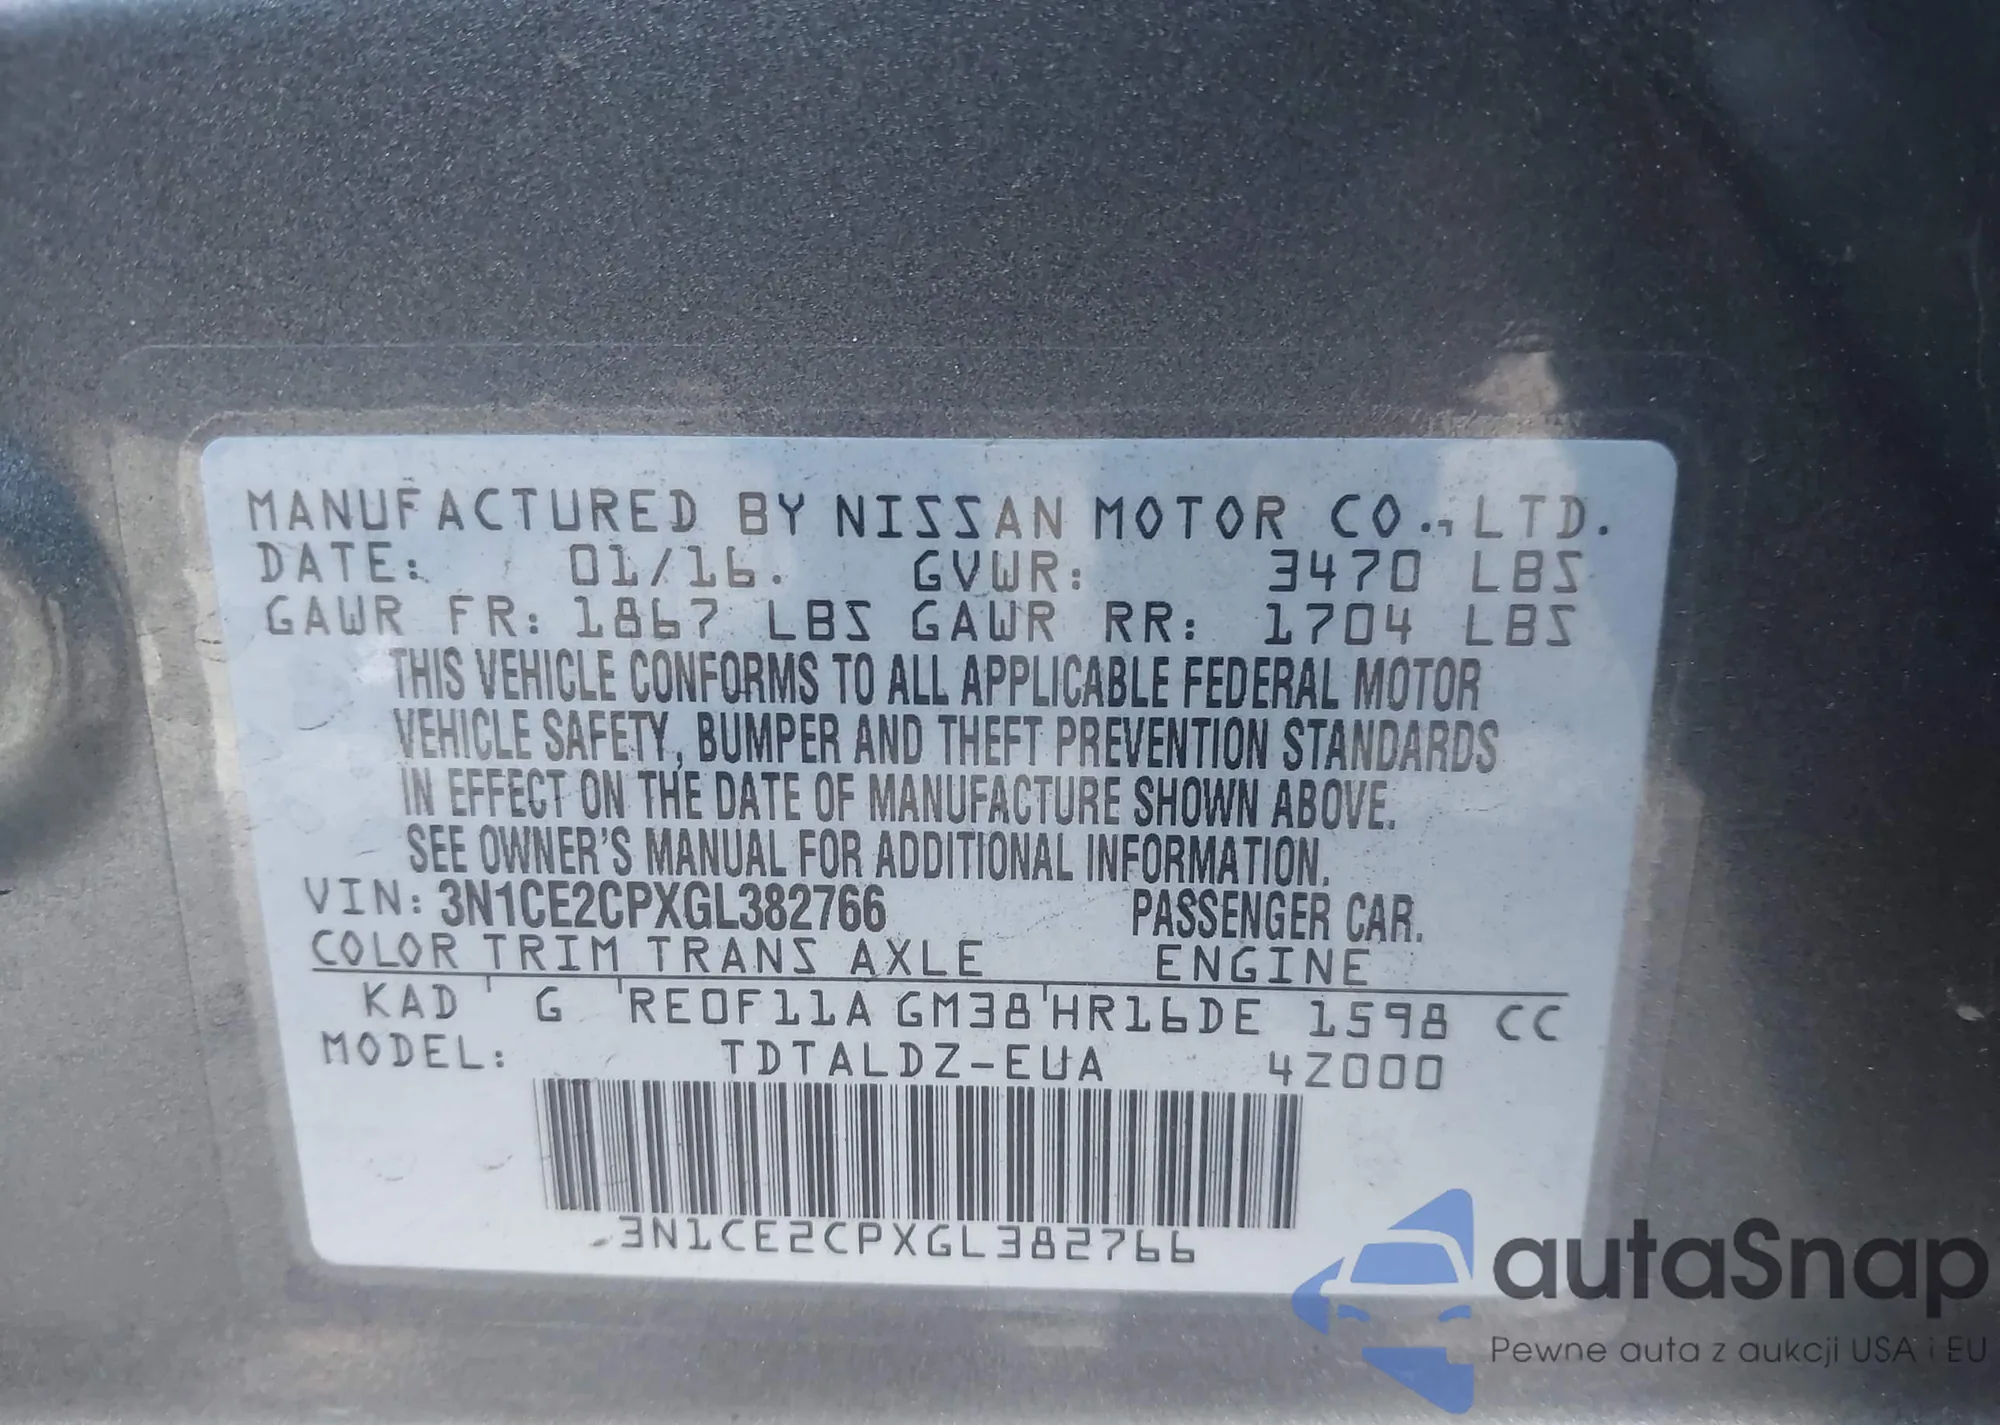 MANUFACTURED BY NISSAN MOTOR CO., LTD.
DATE: 01/16. GVWR: 3470 LBS
GAWR FR: 1867 LBS GAWR RR: 1704 LBS
THIS VEHICLE CONFORMS TO ALL APPLICABLE FEDERAL MOTOR
VEHICLE SAFETY, BUMPER AND THEFT PREVENTION STANDARDS
IN EFFECT ON THE DATE OF MANUFACTURE SHOWN ABOVE.
SEE OWNER'S MANUAL FOR ADDITIONAL INFORMATION.
VIN: 3N1CE2CPXGL382766 PASSENGER CAR.
COLOR TRIM TRANS AXLE ENGINE
KAD G RE0F11A GM38 HR16DE 1598 CC
MODEL: TDTALDZ-EUA 4Z000
3N1CE2CPXGL382766
autaSnap
Pewne auta z aukcji USA i EU